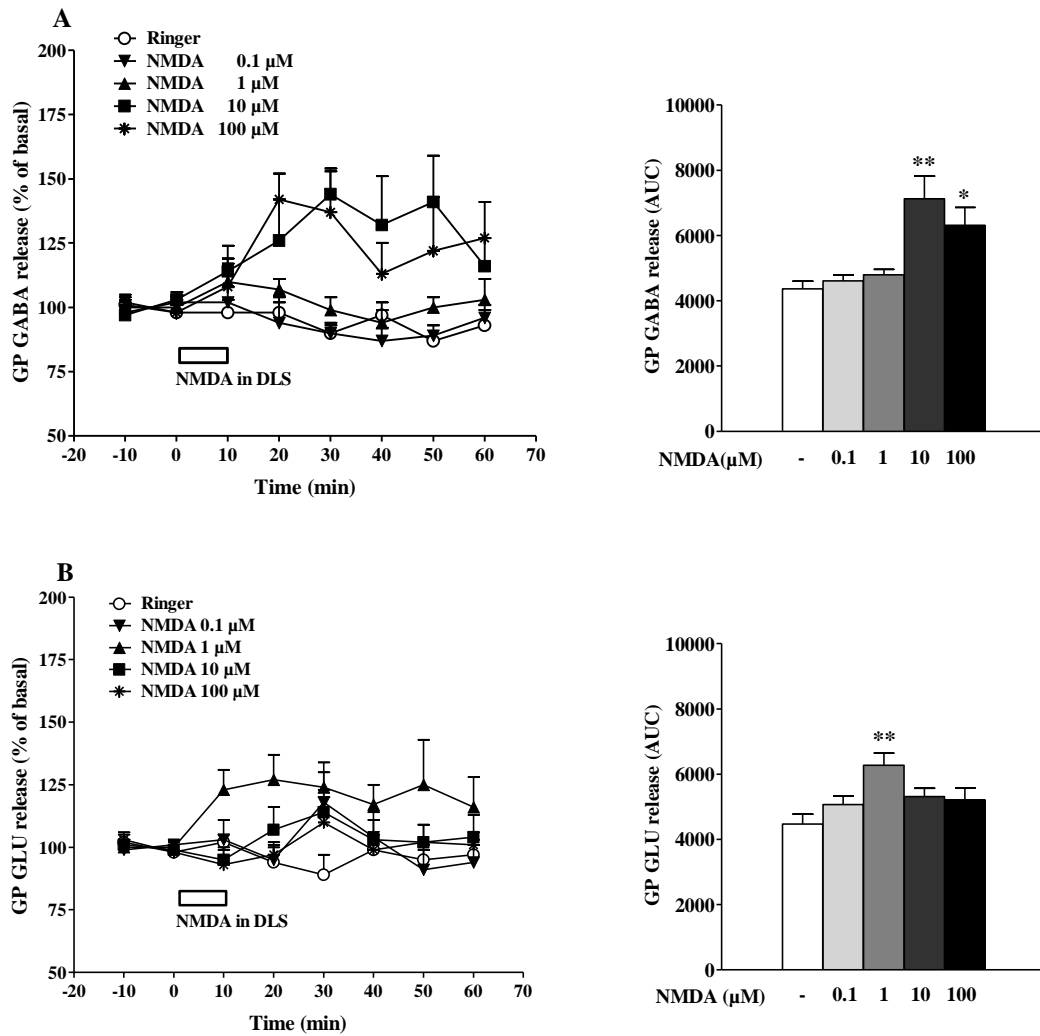 A
Ringer
NMDA 0.1 µM
NMDA 1 µM
NMDA 10 µM
NMDA 100 µM
GP GABA release (% of basal)
200
175
150
125
100
75
50
NMDA in DLS
-20 -10 0 10 20 30 40 50 60 70
Time (min)
GP GABA release (AUC)
10000
8000
6000
4000
2000
0
** *
NMDA(µM) - 0.1 1 10 100
B
Ringer
NMDA 0.1 µM
NMDA 1 µM
NMDA 10 µM
NMDA 100 µM
GP GLU release (% of basal)
200
175
150
125
100
75
50
NMDA in DLS
-20 -10 0 10 20 30 40 50 60 70
Time (min)
GP GLU release (AUC)
10000
8000
6000
4000
2000
0
**
NMDA (µM) - 0.1 1 10 100